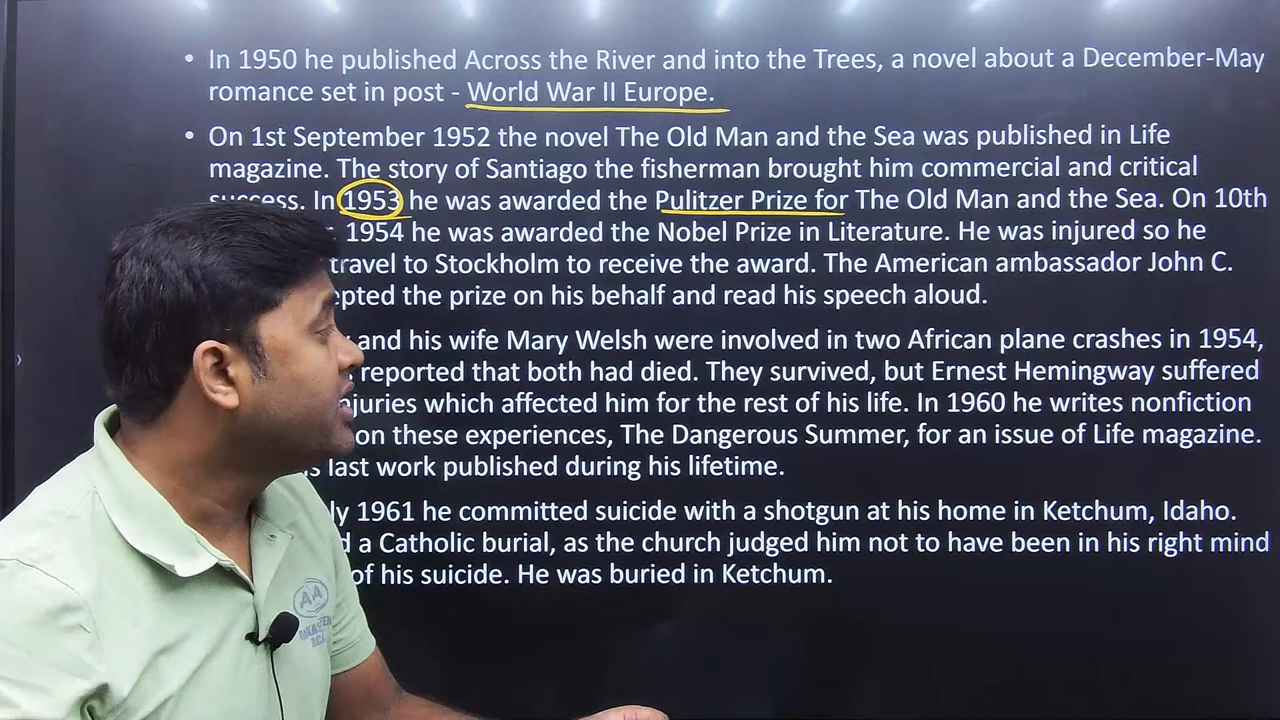 • In 1950 he published Across the River and into the Trees, a novel about a December-May
romance set in post - World War II Europe.
• On 1st September 1952 the novel The Old Man and the Sea was published in Life
magazine. The story of Santiago the fisherman brought him commercial and critical
success. In 1953 he was awarded the Pulitzer Prize for The Old Man and the Sea. On 10th
1954 he was awarded the Nobel Prize in Literature. He was injured so he
travel to Stockholm to receive the award. The American ambassador John C.
the prize on his behalf and read his speech aloud.
and his wife Mary Welsh were involved in two African plane crashes in 1954,
reported that both had died. They survived, but Ernest Hemingway suffered
which affected him for the rest of his life. In 1960 he writes nonfiction
on these experiences, The Dangerous Summer, for an issue of Life magazine.
last work published during his lifetime.
1961 he committed suicide with a shotgun at his home in Ketchum, Idaho.
a Catholic burial, as the church judged him not to have been in his right mind
of his suicide. He was buried in Ketchum.
AA